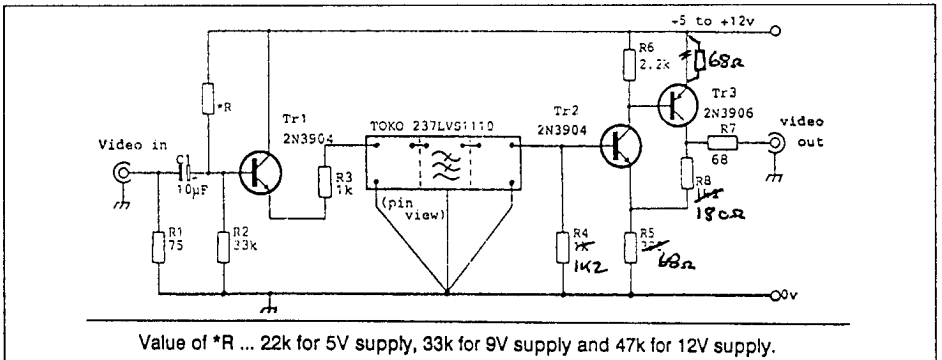 +5 to +12v
R6
2.2k
68Ω
*R
Tr3
2N3906
Tr1
2N3904
TOKO 237LVS1110
Tr2
2N3904
R7
68
video
out
Video in
C1
10µF
R3
1k
(pin
view)
R8
180Ω
R1
75
R2
33k
R4
1K2
R5
68Ω
0v
Value of *R ... 22k for 5V supply, 33k for 9V supply and 47k for 12V supply.